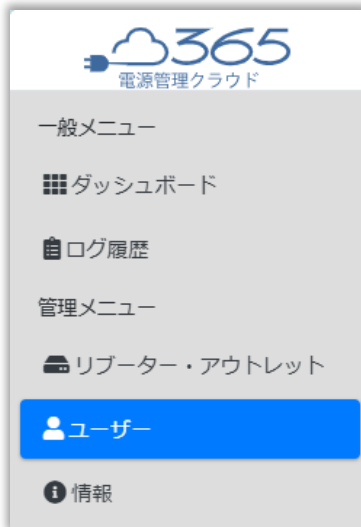 365
電源管理クラウド
一般メニュー
ダッシュボード
ログ履歴
管理メニュー
リブーター・アウトレット
ユーザー
情報